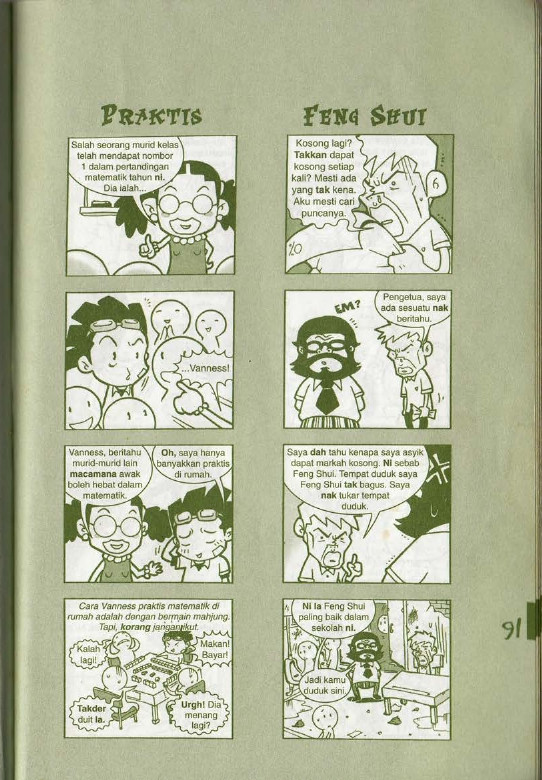 PRAKTIS
Salah seorang murid kelas
telah mendapat nombor
1 dalam pertandingan
matematik tahun ni.
Dia ialah...
...Vanness!
Vanness, beritahu
murid-murid lain
macamana awak
boleh hebat dalam
matematik.
Oh, saya hanya
banyakkan praktis
di rumah.
Cara Vanness praktis matematik di
rumah adalah dengan bermain mahjung.
Tapi, korang jangan ikut.
Kalah
lagi!
Makan!
Bayar!
Takder
duit la.
Urgh! Dia
menang
lagi?
FENG SHUI
Kosong lagi?
Takkan dapat
kosong setiap
kali? Mesti ada
yang tak kena.
Aku mesti cari
puncanya.
EM?
Pengetua, saya
ada sesuatu nak
beritahu.
Saya dah tahu kenapa saya asyik
dapat markah kosong. Ni sebab
Feng Shui. Tempat duduk saya
Feng Shui tak bagus. Saya
nak tukar tempat
duduk.
Ni la Feng Shui
paling baik dalam
sekolah ni.
Jadi kamu
duduk sini.
91